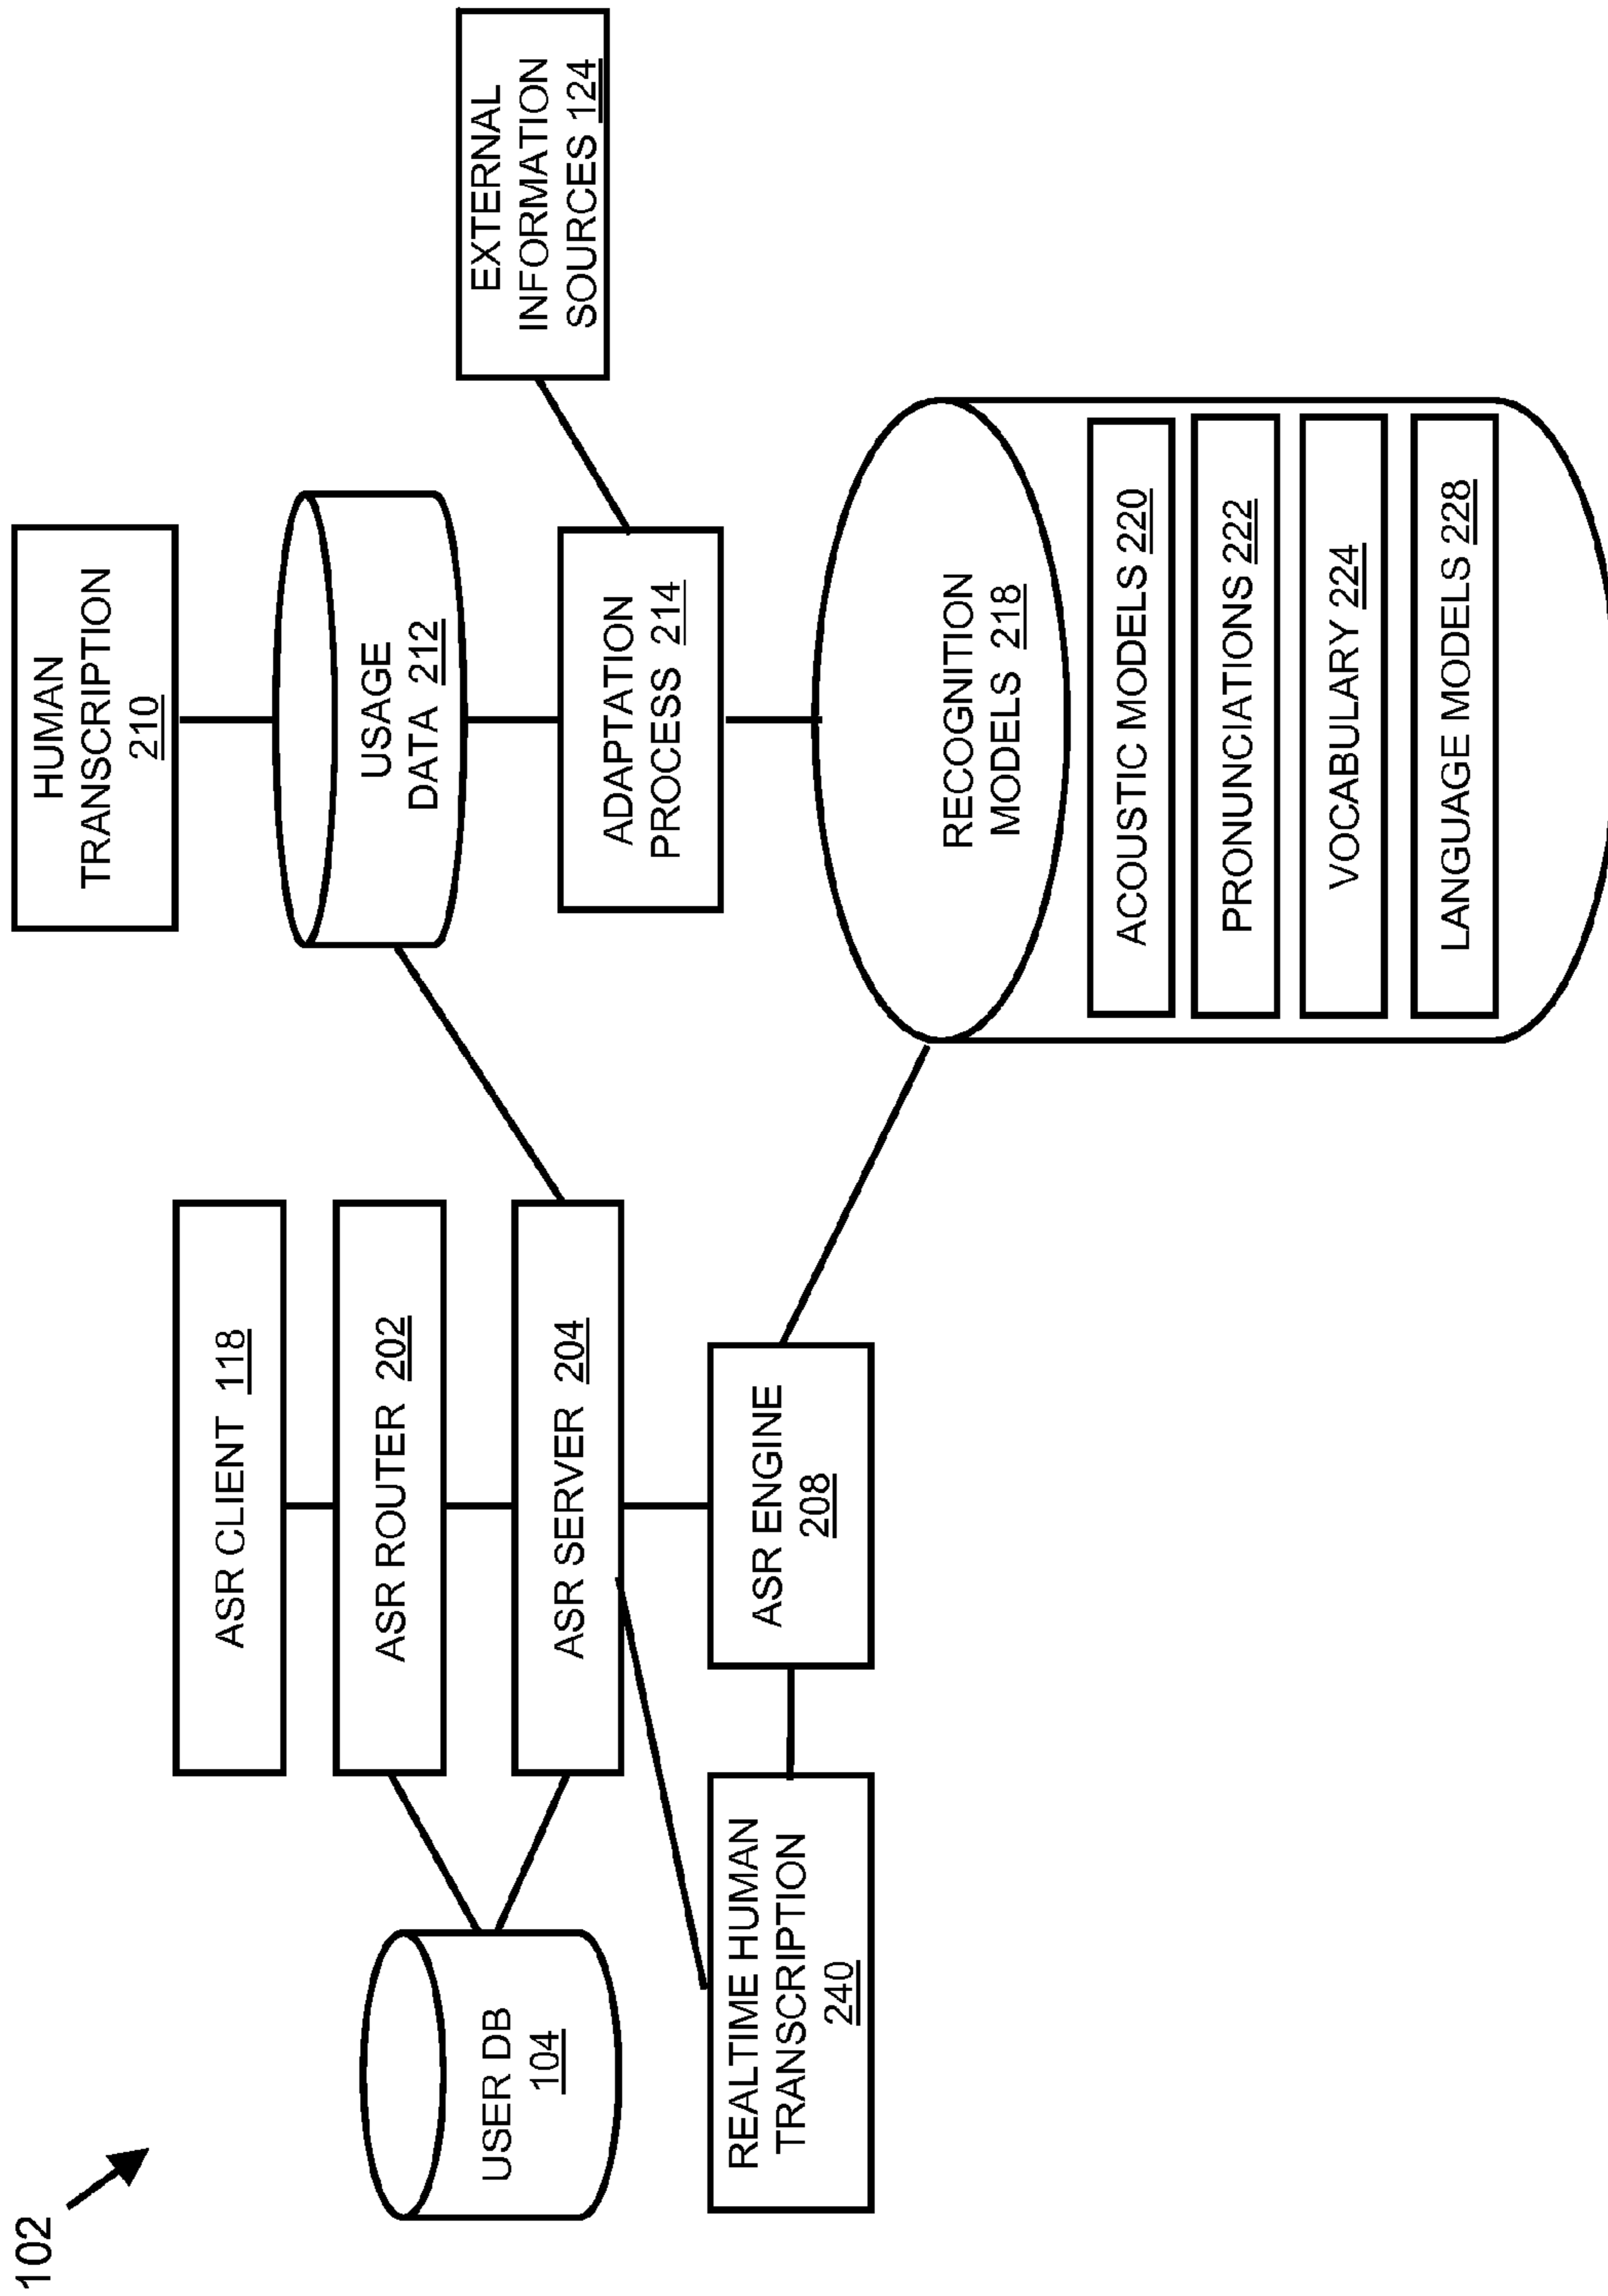 102
ASR CLIENT 118
ASR ROUTER 202
ASR SERVER 204
USER DB
104
REALTIME HUMAN
TRANSCRIPTION
240
ASR ENGINE
208
HUMAN
TRANSCRIPTION
210
USAGE
DATA 212
ADAPTATION
PROCESS 214
EXTERNAL
INFORMATION
SOURCES 124
RECOGNITION
MODELS 218
ACOUSTIC MODELS 220
PRONUNCIATIONS 222
VOCABULARY 224
LANGUAGE MODELS 228